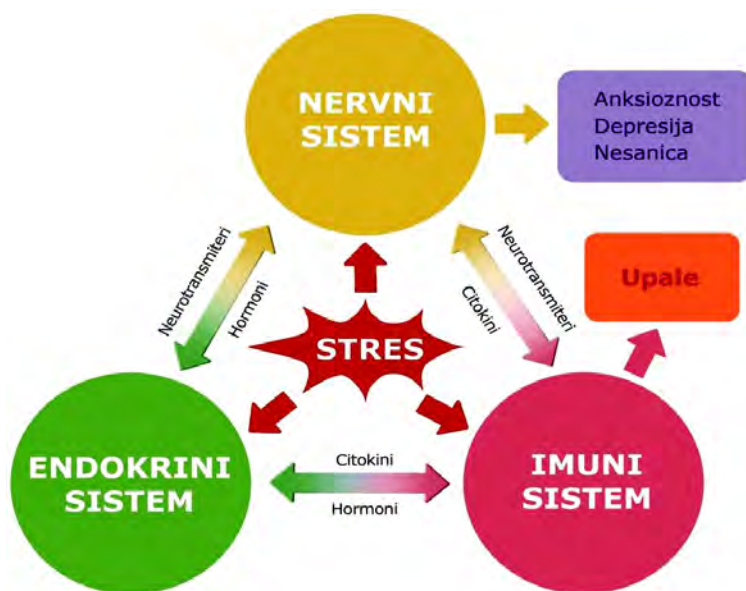 NERVNI
SISTEM
Anksioznost
Depresija
Nesanica
Neurotransmiteri
Hormoni
Neurotransmiteri
Citokini
Upale
STRES
ENDOKRINI
SISTEM
Citokini
Hormoni
IMUNI
SISTEM